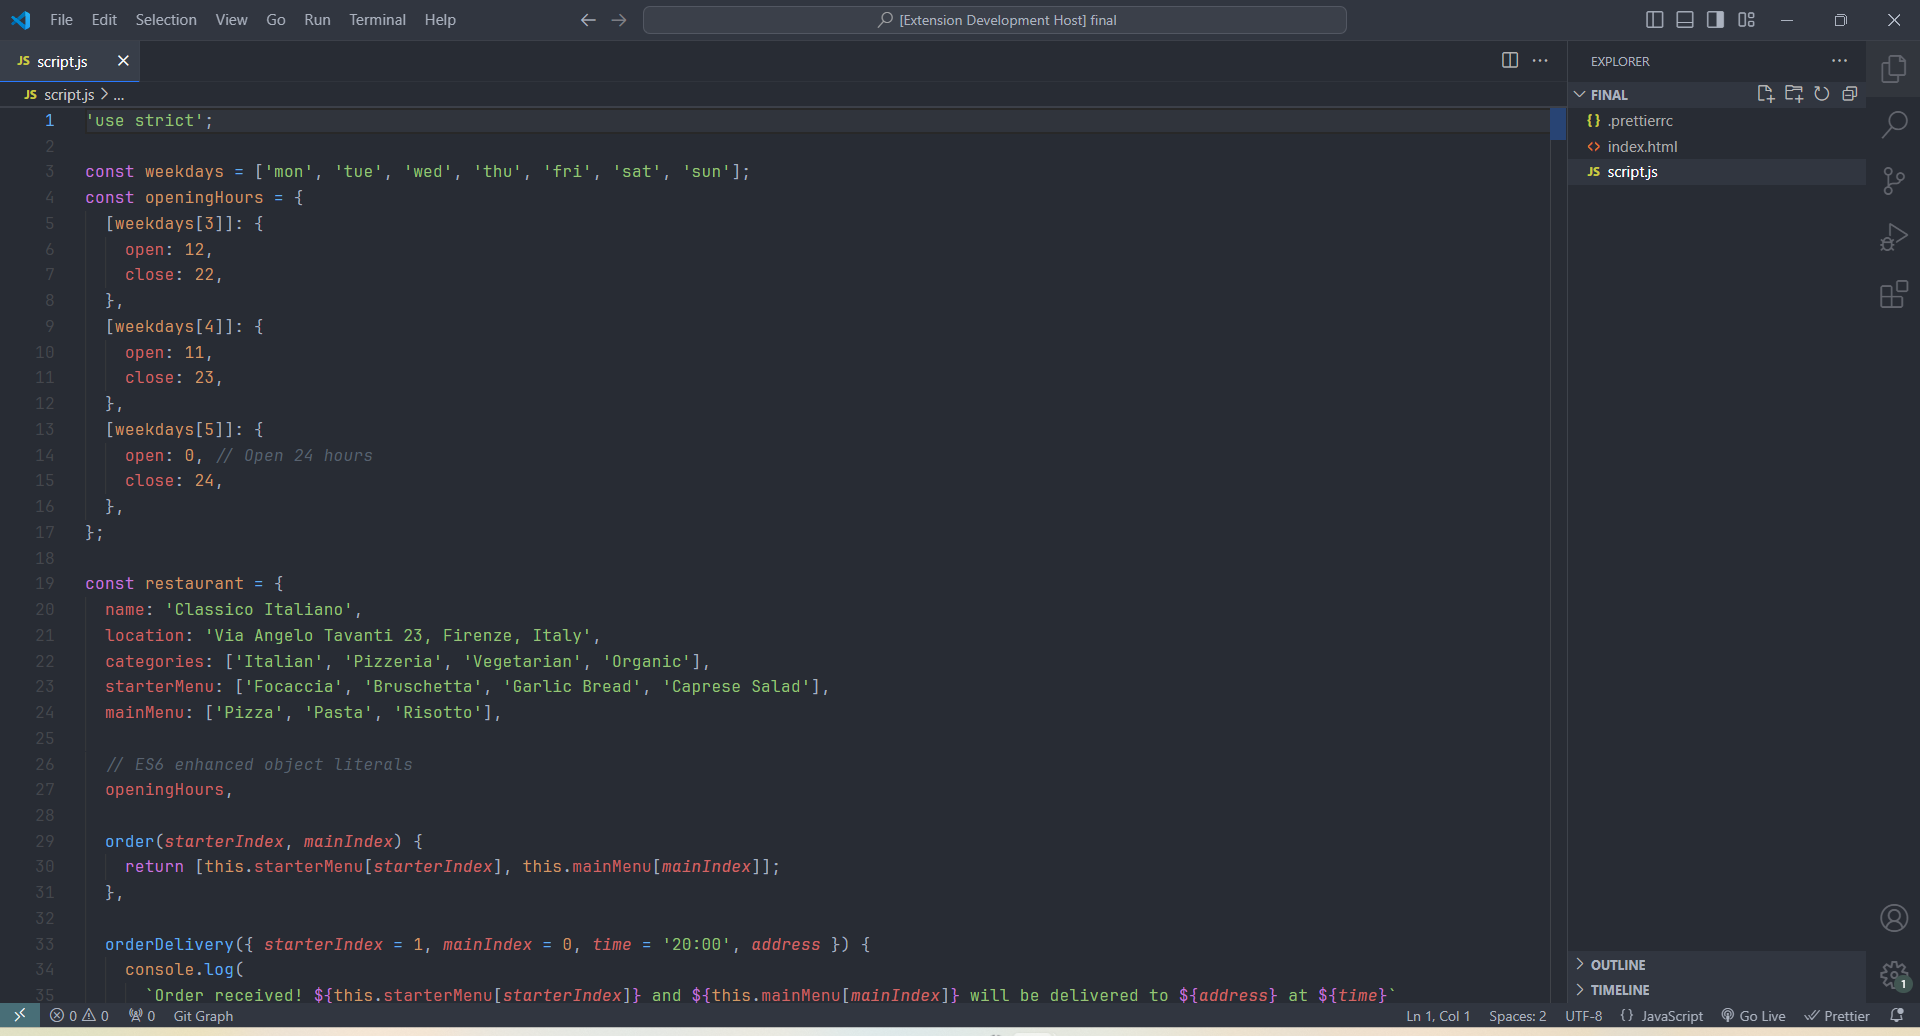 File Edit Selection View Go Run Terminal Help
[Extension Development Host] final
JS script.js
JS script.js > ...
1 'use strict';
2
3 const weekdays = ['mon', 'tue', 'wed', 'thu', 'fri', 'sat', 'sun'];
4 const openingHours = {
5 [weekdays[3]]: {
6 open: 12,
7 close: 22,
8 },
9 [weekdays[4]]: {
10 open: 11,
11 close: 23,
12 },
13 [weekdays[5]]: {
14 open: 0, // Open 24 hours
15 close: 24,
16 },
17 };
18
19 const restaurant = {
20 name: 'Classico Italiano',
21 location: 'Via Angelo Tavanti 23, Firenze, Italy',
22 categories: ['Italian', 'Pizzeria', 'Vegetarian', 'Organic'],
23 starterMenu: ['Focaccia', 'Bruschetta', 'Garlic Bread', 'Caprese Salad'],
24 mainMenu: ['Pizza', 'Pasta', 'Risotto'],
25
26 // ES6 enhanced object literals
27 openingHours,
28
29 order(starterIndex, mainIndex) {
30 return [this.starterMenu[starterIndex], this.mainMenu[mainIndex]];
31 },
32
33 orderDelivery({ starterIndex = 1, mainIndex = 0, time = '20:00', address }) {
34 console.log(
35 `Order received! ${this.starterMenu[starterIndex]} and ${this.mainMenu[mainIndex]} will be delivered to ${address} at ${time}`
EXPLORER
FINAL
{} .prettierrc
<> index.html
JS script.js
OUTLINE
TIMELINE
1
0 0 0 Git Graph
Ln 1, Col 1 Spaces: 2 UTF-8 {} JavaScript Go Live Prettier